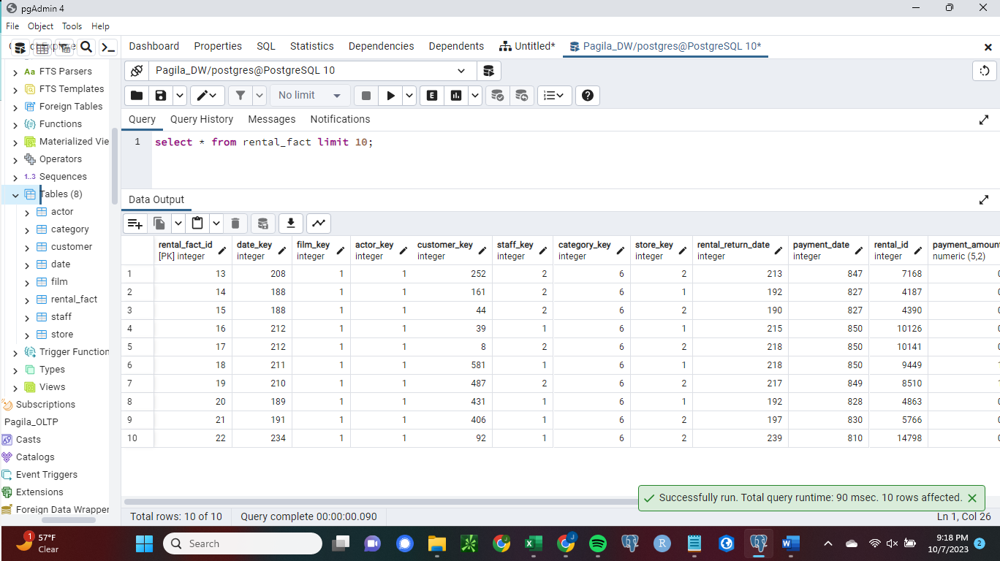 pgAdmin 4
File Object Tools Help
Dashboard Properties SQL Statistics Dependencies Dependents Untitled* Pagila_DW/postgres@PostgreSQL 10*
Aa FTS Parsers
FTS Templates
Foreign Tables
Functions
Materialized Vie
Operators
1..3 Sequences
Tables (8)
actor
category
customer
date
film
rental_fact
staff
store
Trigger Function
Types
Views
Subscriptions
Pagila_OLTP
Casts
Catalogs
Event Triggers
Extensions
Foreign Data Wrapper
Pagila_DW/postgres@PostgreSQL 10
No limit
E
Query Query History Messages Notifications
1 select * from rental_fact limit 10;
Data Output
rental_fact_id date_key film_key actor_key customer_key staff_key category_key store_key rental_return_date payment_date rental_id payment_amount
[PK] integer integer integer integer integer integer integer integer integer integer integer numeric (5,2)
1 13 208 1 1 252 2 6 2 213 847 7168
2 14 188 1 1 161 2 6 1 192 827 4187
3 15 188 1 1 44 2 6 2 190 827 4390
4 16 212 1 1 39 1 6 1 215 850 10126
5 17 212 1 1 8 2 6 2 218 850 10141
6 18 211 1 1 581 1 6 1 218 850 9449
7 19 210 1 1 487 2 6 2 217 849 8510
8 20 189 1 1 431 1 6 1 192 828 4863
9 21 191 1 1 406 1 6 2 197 830 5766
10 22 234 1 1 92 1 6 2 239 810 14798
Successfully run. Total query runtime: 90 msec. 10 rows affected.
Total rows: 10 of 10 Query complete 00:00:00.090 Ln 1, Col 26
1 57°F
Clear
Search
9:18 PM
10/7/2023
2